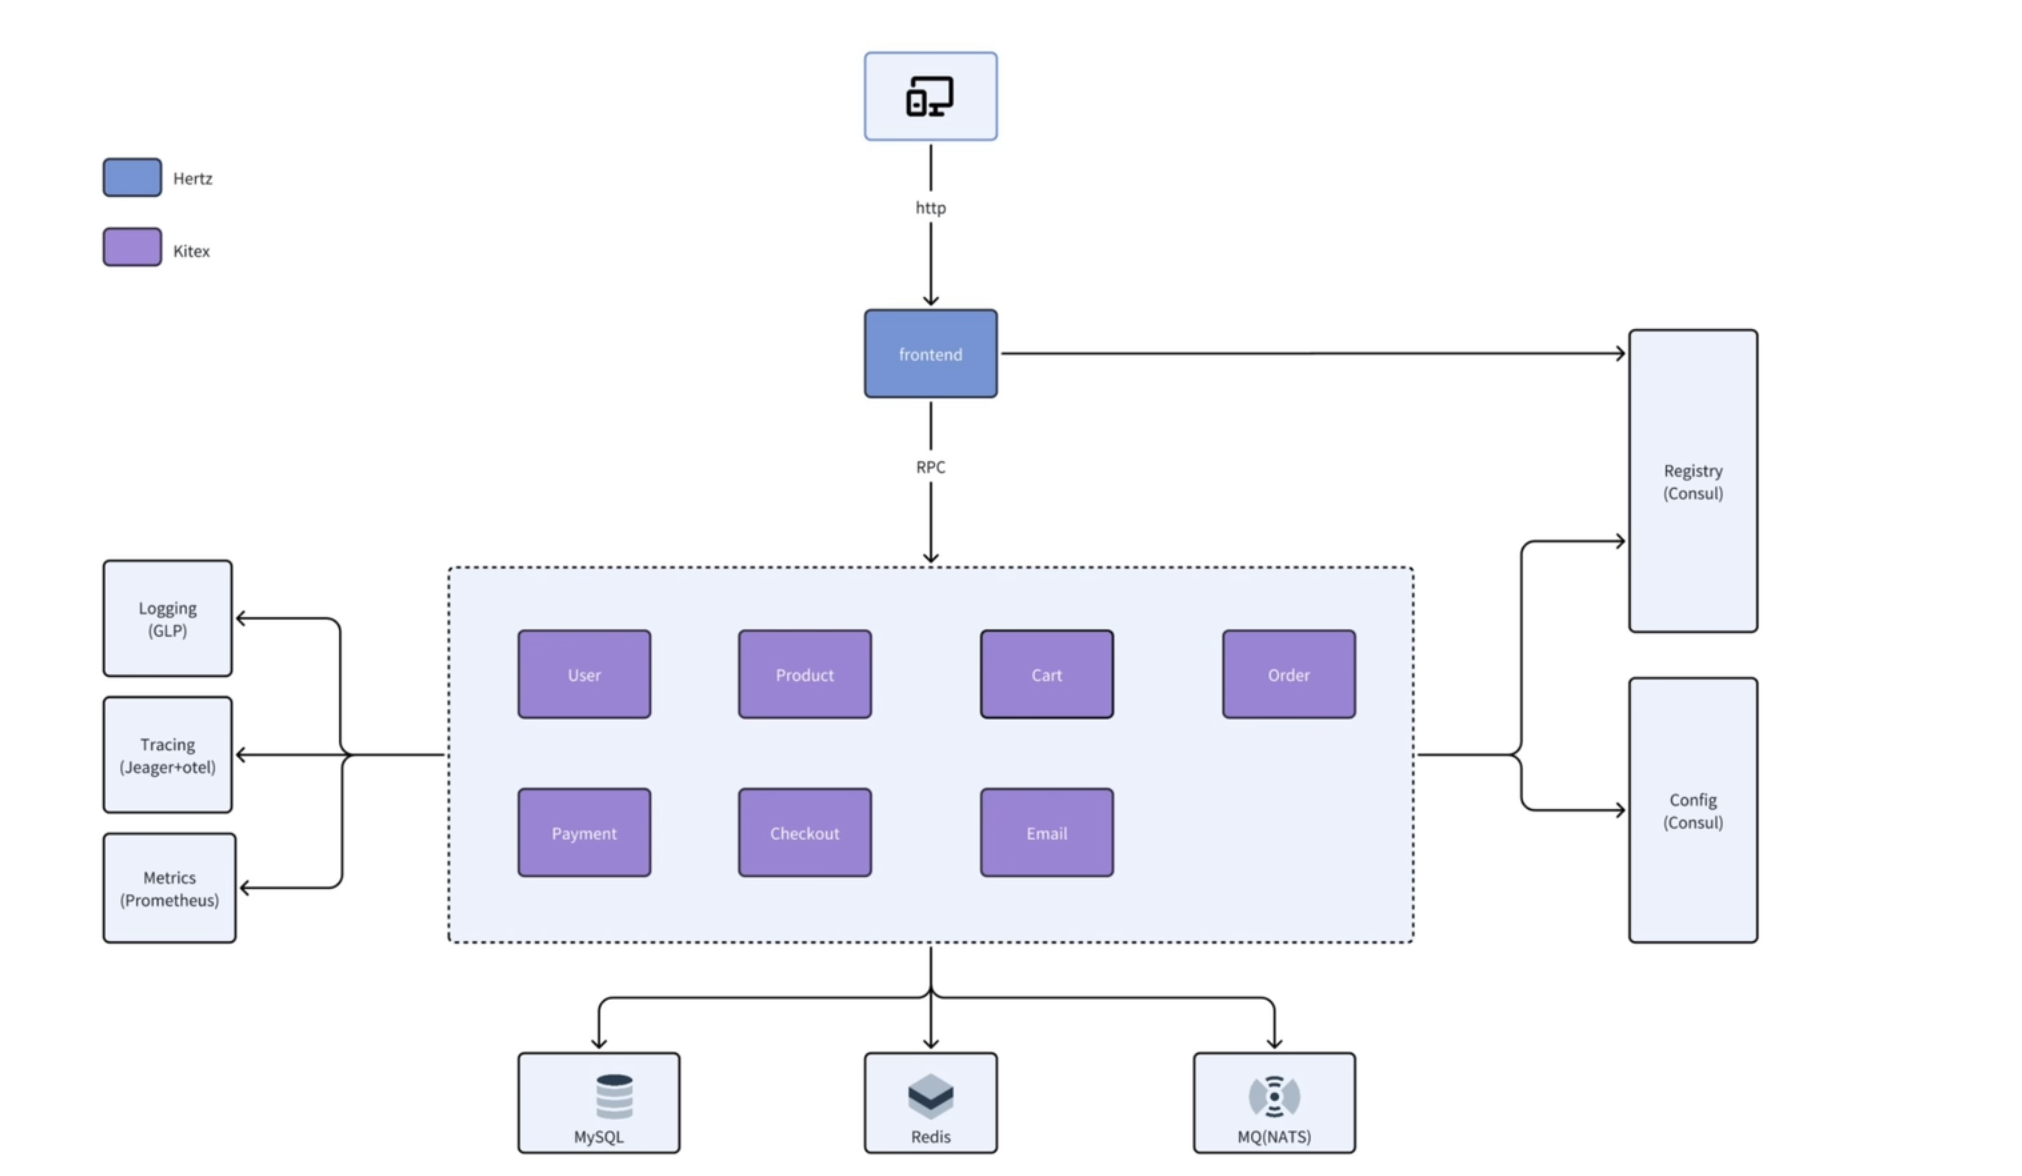 Hertz
Kitex
http
frontend
RPC
Registry
(Consul)
Logging
(GLP)
Tracing
(Jeager+otel)
Metrics
(Prometheus)
User
Product
Cart
Order
Payment
Checkout
Email
Config
(Consul)
MySQL
Redis
MQ(NATS)